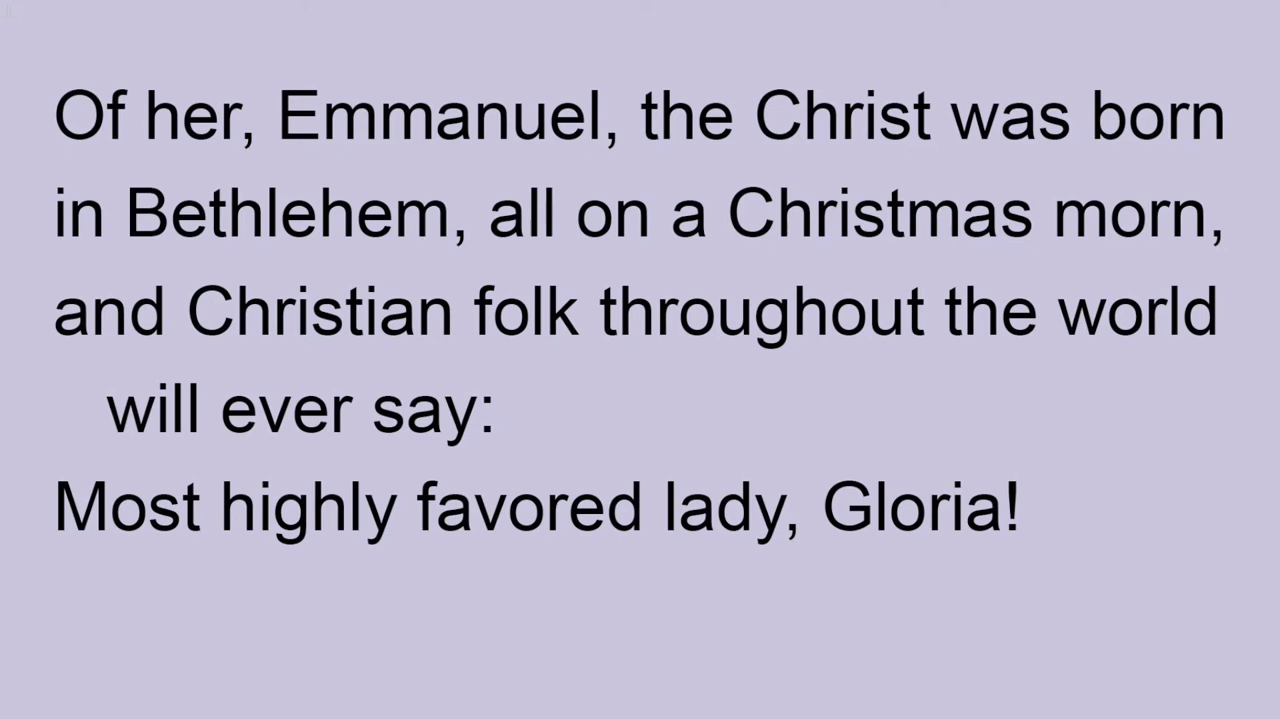 Of her, Emmanuel, the Christ was born
in Bethlehem, all on a Christmas morn,
and Christian folk throughout the world
will ever say:
Most highly favored lady, Gloria!